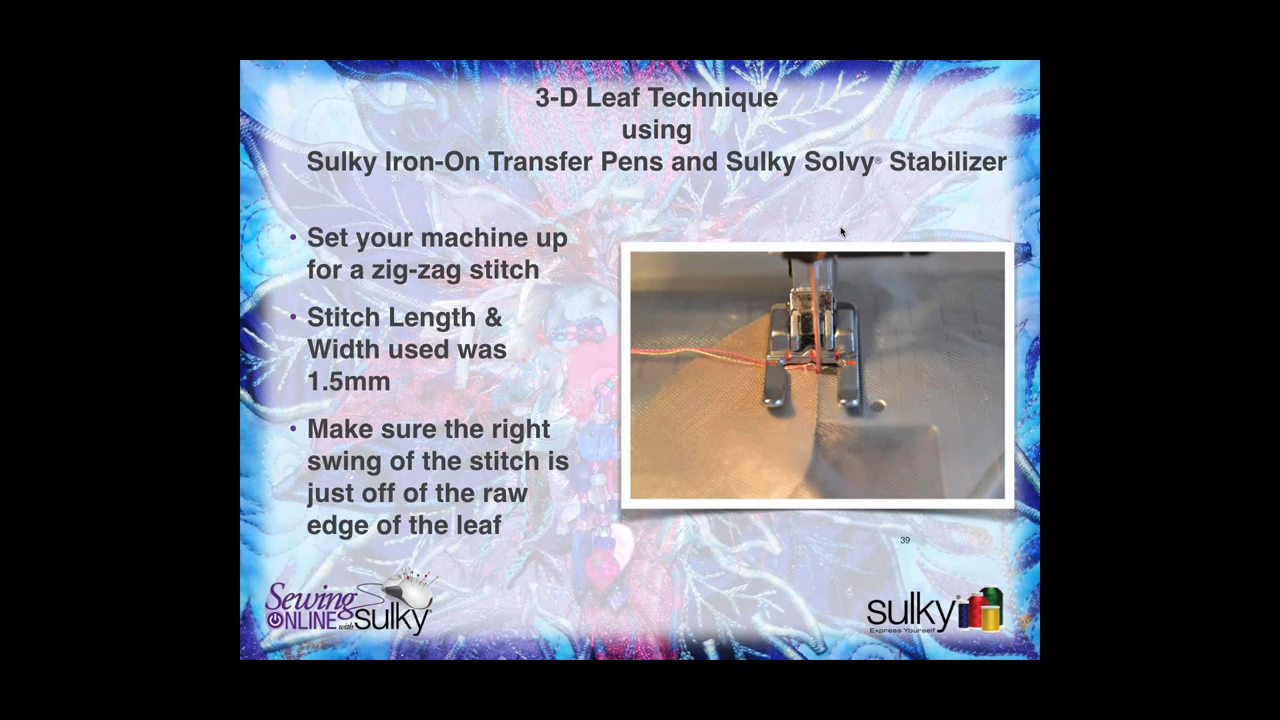 3-D Leaf Technique
using
Sulky Iron-On Transfer Pens and Sulky Solvy® Stabilizer
• Set your machine up
for a zig-zag stitch
• Stitch Length &
Width used was
1.5mm
• Make sure the right
swing of the stitch is
just off of the raw
edge of the leaf
39
Sewing
ONLINE with sulky®
sulky®
Express Yourself